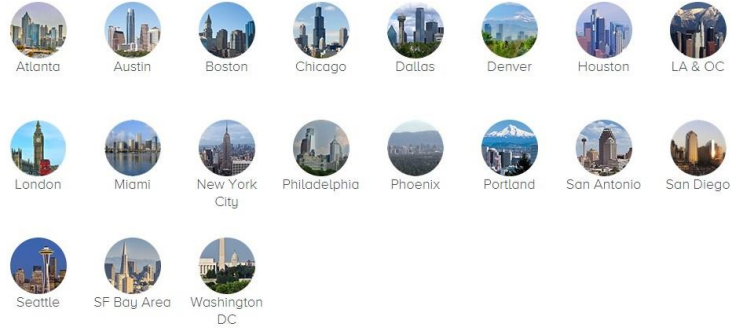 Atlanta
Austin
Boston
Chicago
Dallas
Denver
Houston
LA & OC
London
Miami
New York
City
Philadelphia
Phoenix
Portland
San Antonio
San Diego
Seattle
SF Bay Area
Washington
DC